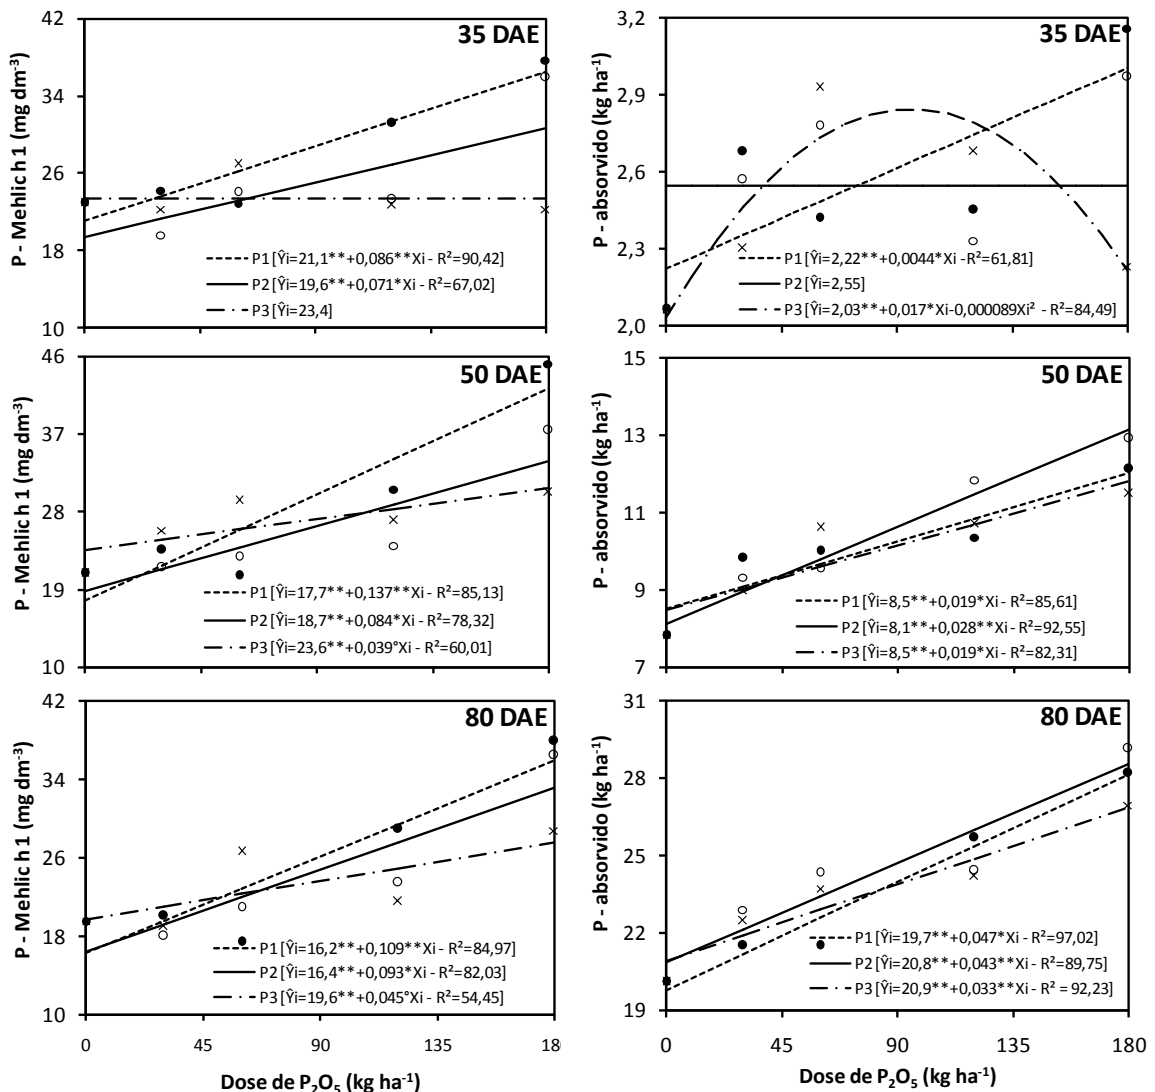 35 DAE
P - Mehlich 1 (mg dm⁻³)
42
34
26
18
10
P1 [Ŷi=21,1**+0,086**Xi - R²=90,42]
P2 [Ŷi=19,6**+0,071*Xi - R²=67,02]
P3 [Ŷi=23,4]
35 DAE
P - absorvido (kg ha⁻¹)
3,2
2,9
2,6
2,3
2,0
P1 [Ŷi=2,22**+0,0044*Xi -R²=61,81]
P2 [Ŷi=2,55]
P3 [Ŷi=2,03**+0,017*Xi-0,000089Xi² - R²=84,49]
50 DAE
P - Mehlich 1 (mg dm⁻³)
46
37
28
19
10
P1 [Ŷi=17,7**+0,137**Xi - R²=85,13]
P2 [Ŷi=18,7**+0,084*Xi - R²=78,32]
P3 [Ŷi=23,6**+0,039°Xi - R²=60,01]
50 DAE
P - absorvido (kg ha⁻¹)
15
13
11
9
7
P1 [Ŷi=8,5**+0,019*Xi - R²=85,61]
P2 [Ŷi=8,1**+0,028**Xi - R²=92,55]
P3 [Ŷi=8,5**+0,019*Xi - R²=82,31]
80 DAE
P - Mehlich 1 (mg dm⁻³)
42
34
26
18
10
P1 [Ŷi=16,2**+0,109**Xi - R²=84,97]
P2 [Ŷi=16,4**+0,093*Xi - R²=82,03]
P3 [Ŷi=19,6**+0,045°Xi - R²=54,45]
0 45 90 135 180
Dose de P₂O₅ (kg ha⁻¹)
80 DAE
P - absorvido (kg ha⁻¹)
31
28
25
22
19
P1 [Ŷi=19,7**+0,047*Xi - R²=97,02]
P2 [Ŷi=20,8**+0,043**Xi - R²=89,75]
P3 [Ŷi=20,9**+0,033**Xi - R² = 92,23]
0 45 90 135 180
Dose de P₂O₅ (kg ha⁻¹)